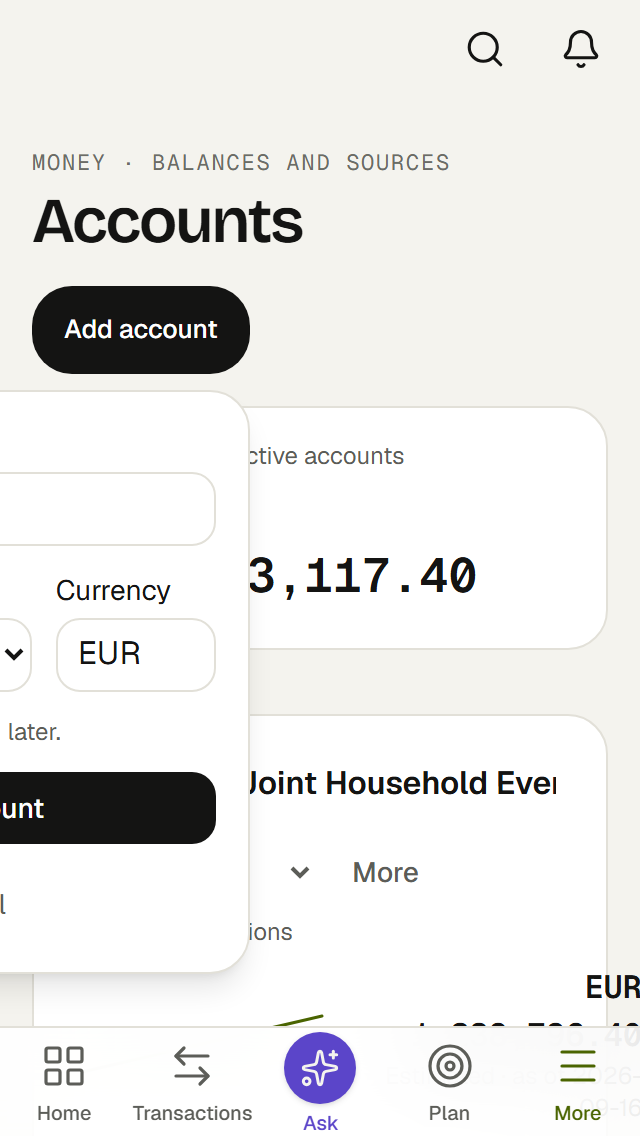 MONEY · BALANCES AND SOURCES
Accounts
Add account
ctive accounts
3,117.40
Currency
EUR
later.
unt
Joint Household Ever
More
ions
EUR
Home
Transactions
Ask
Plan
More